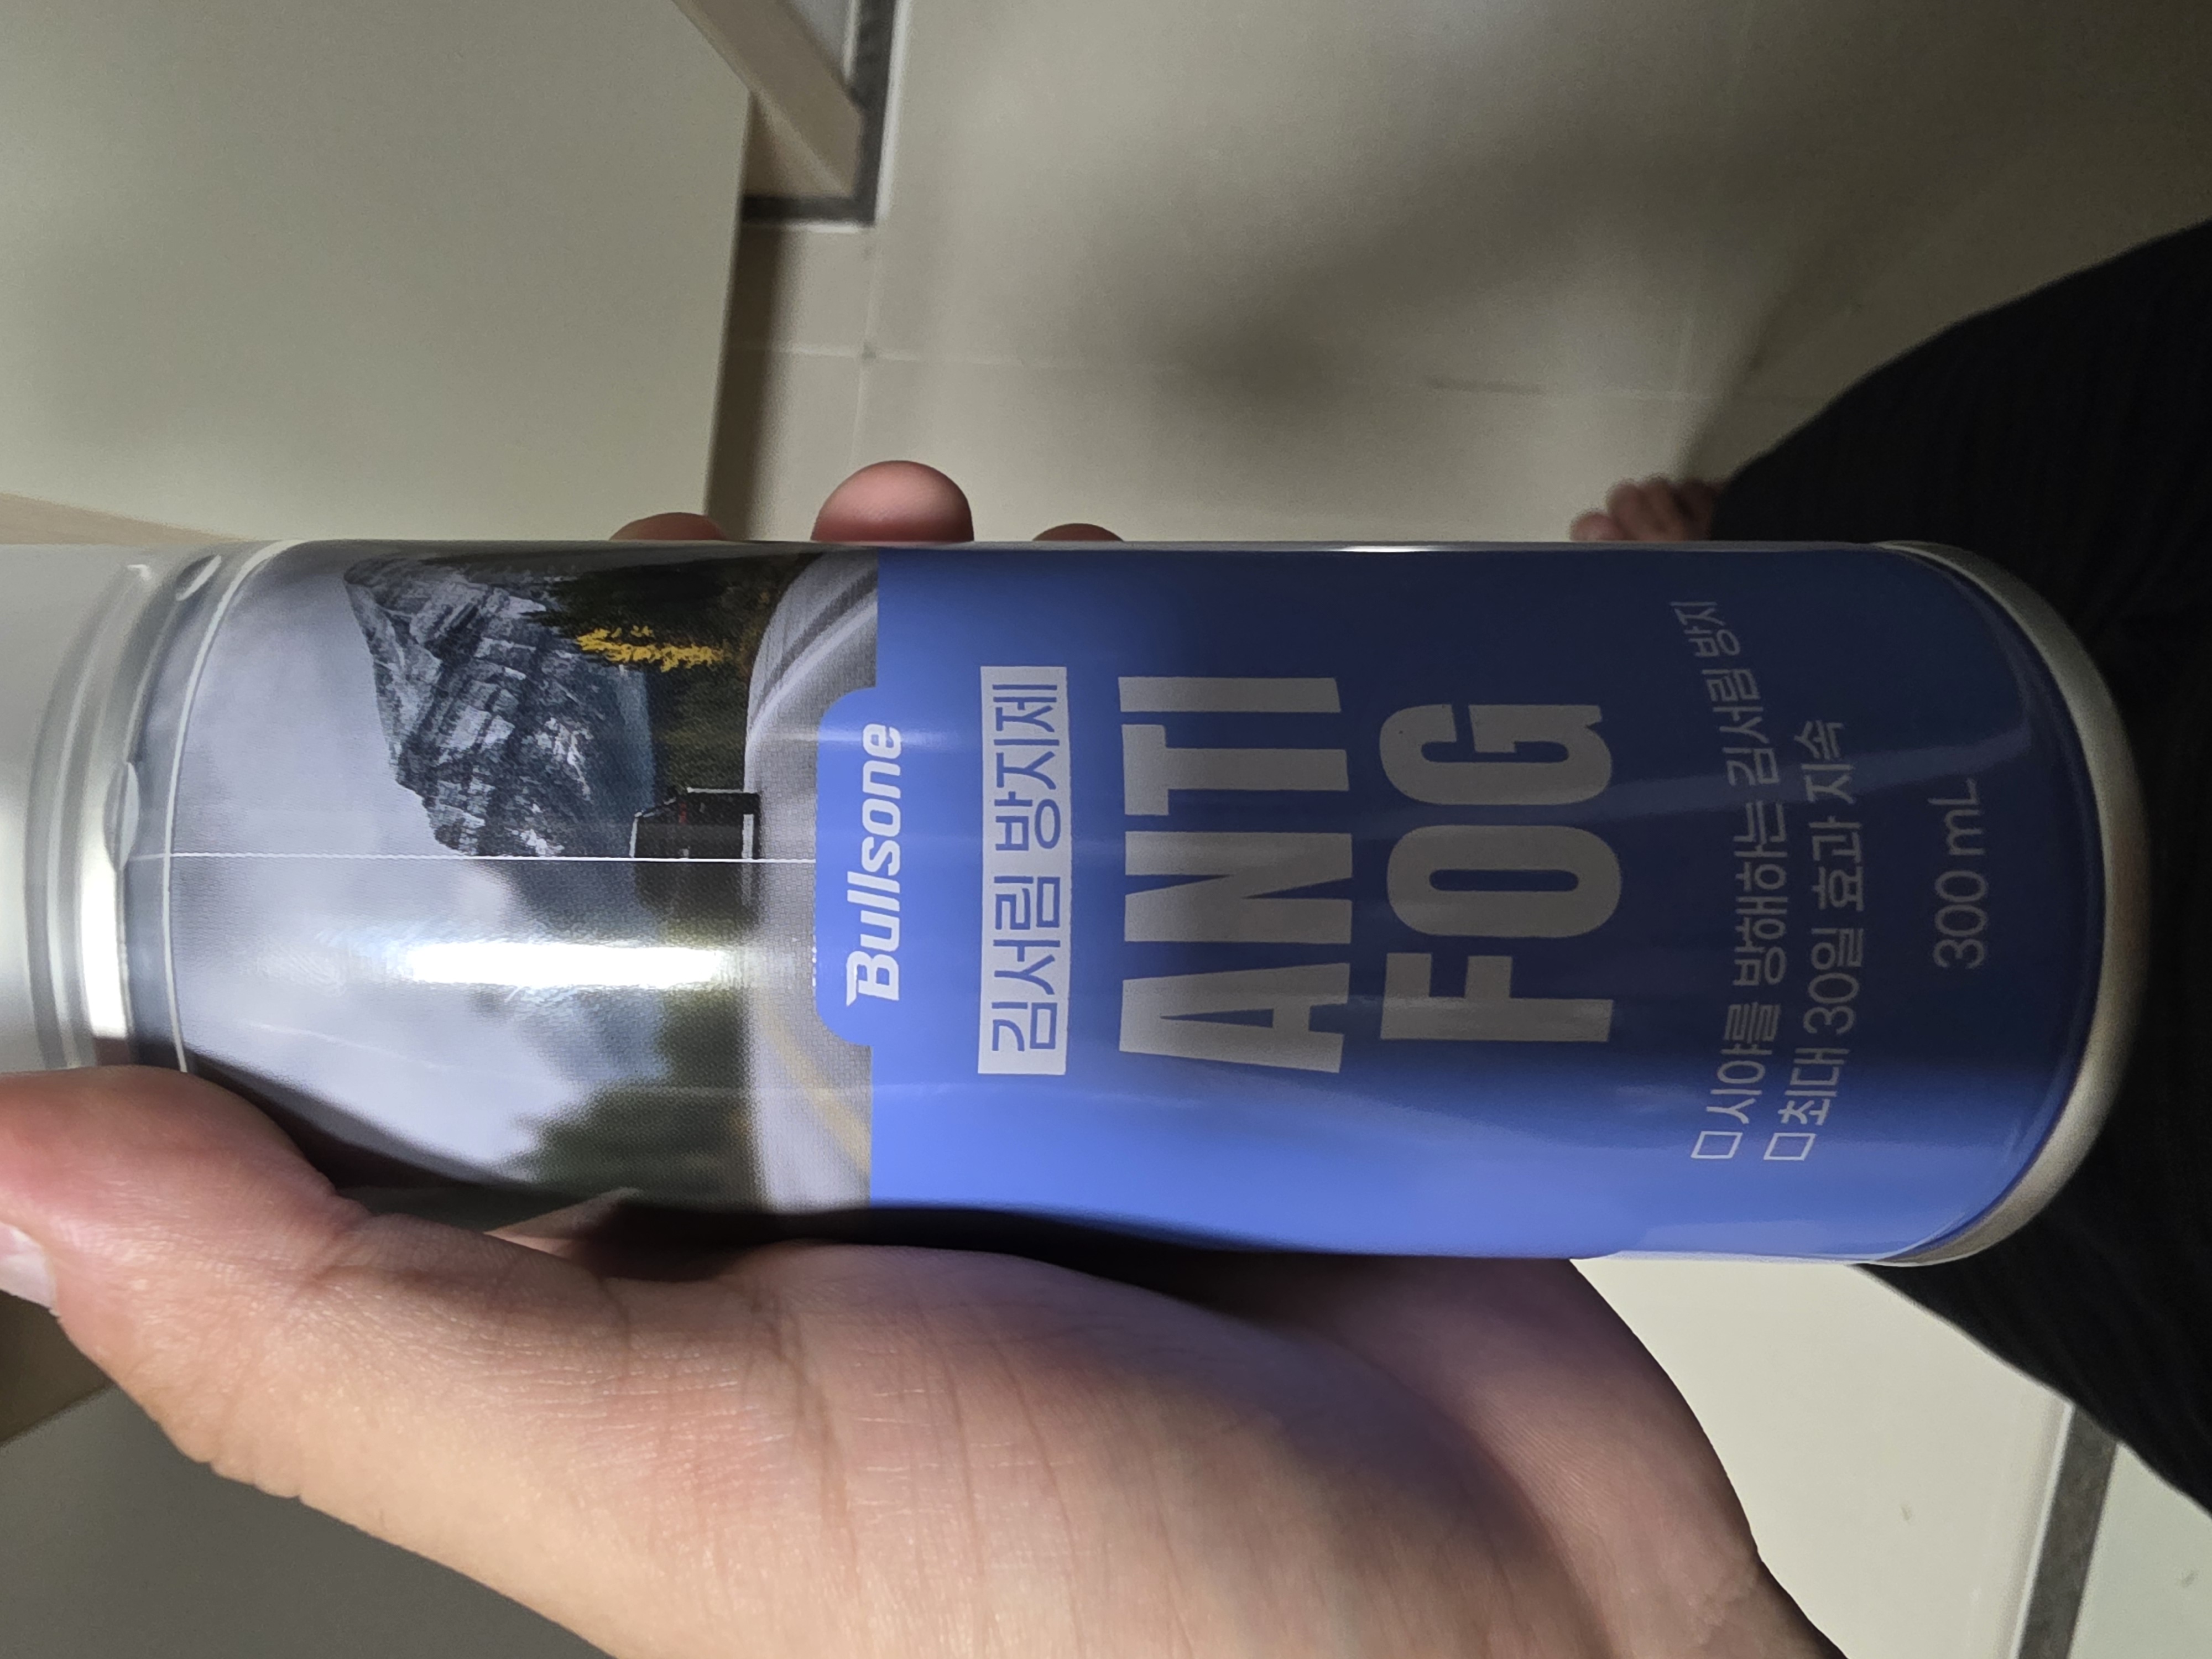 Bullsone
김서림 방지제
ANTI
FOG
시야를 방해하는 김서림 방지
최대 30일 효과 지속
300 mL